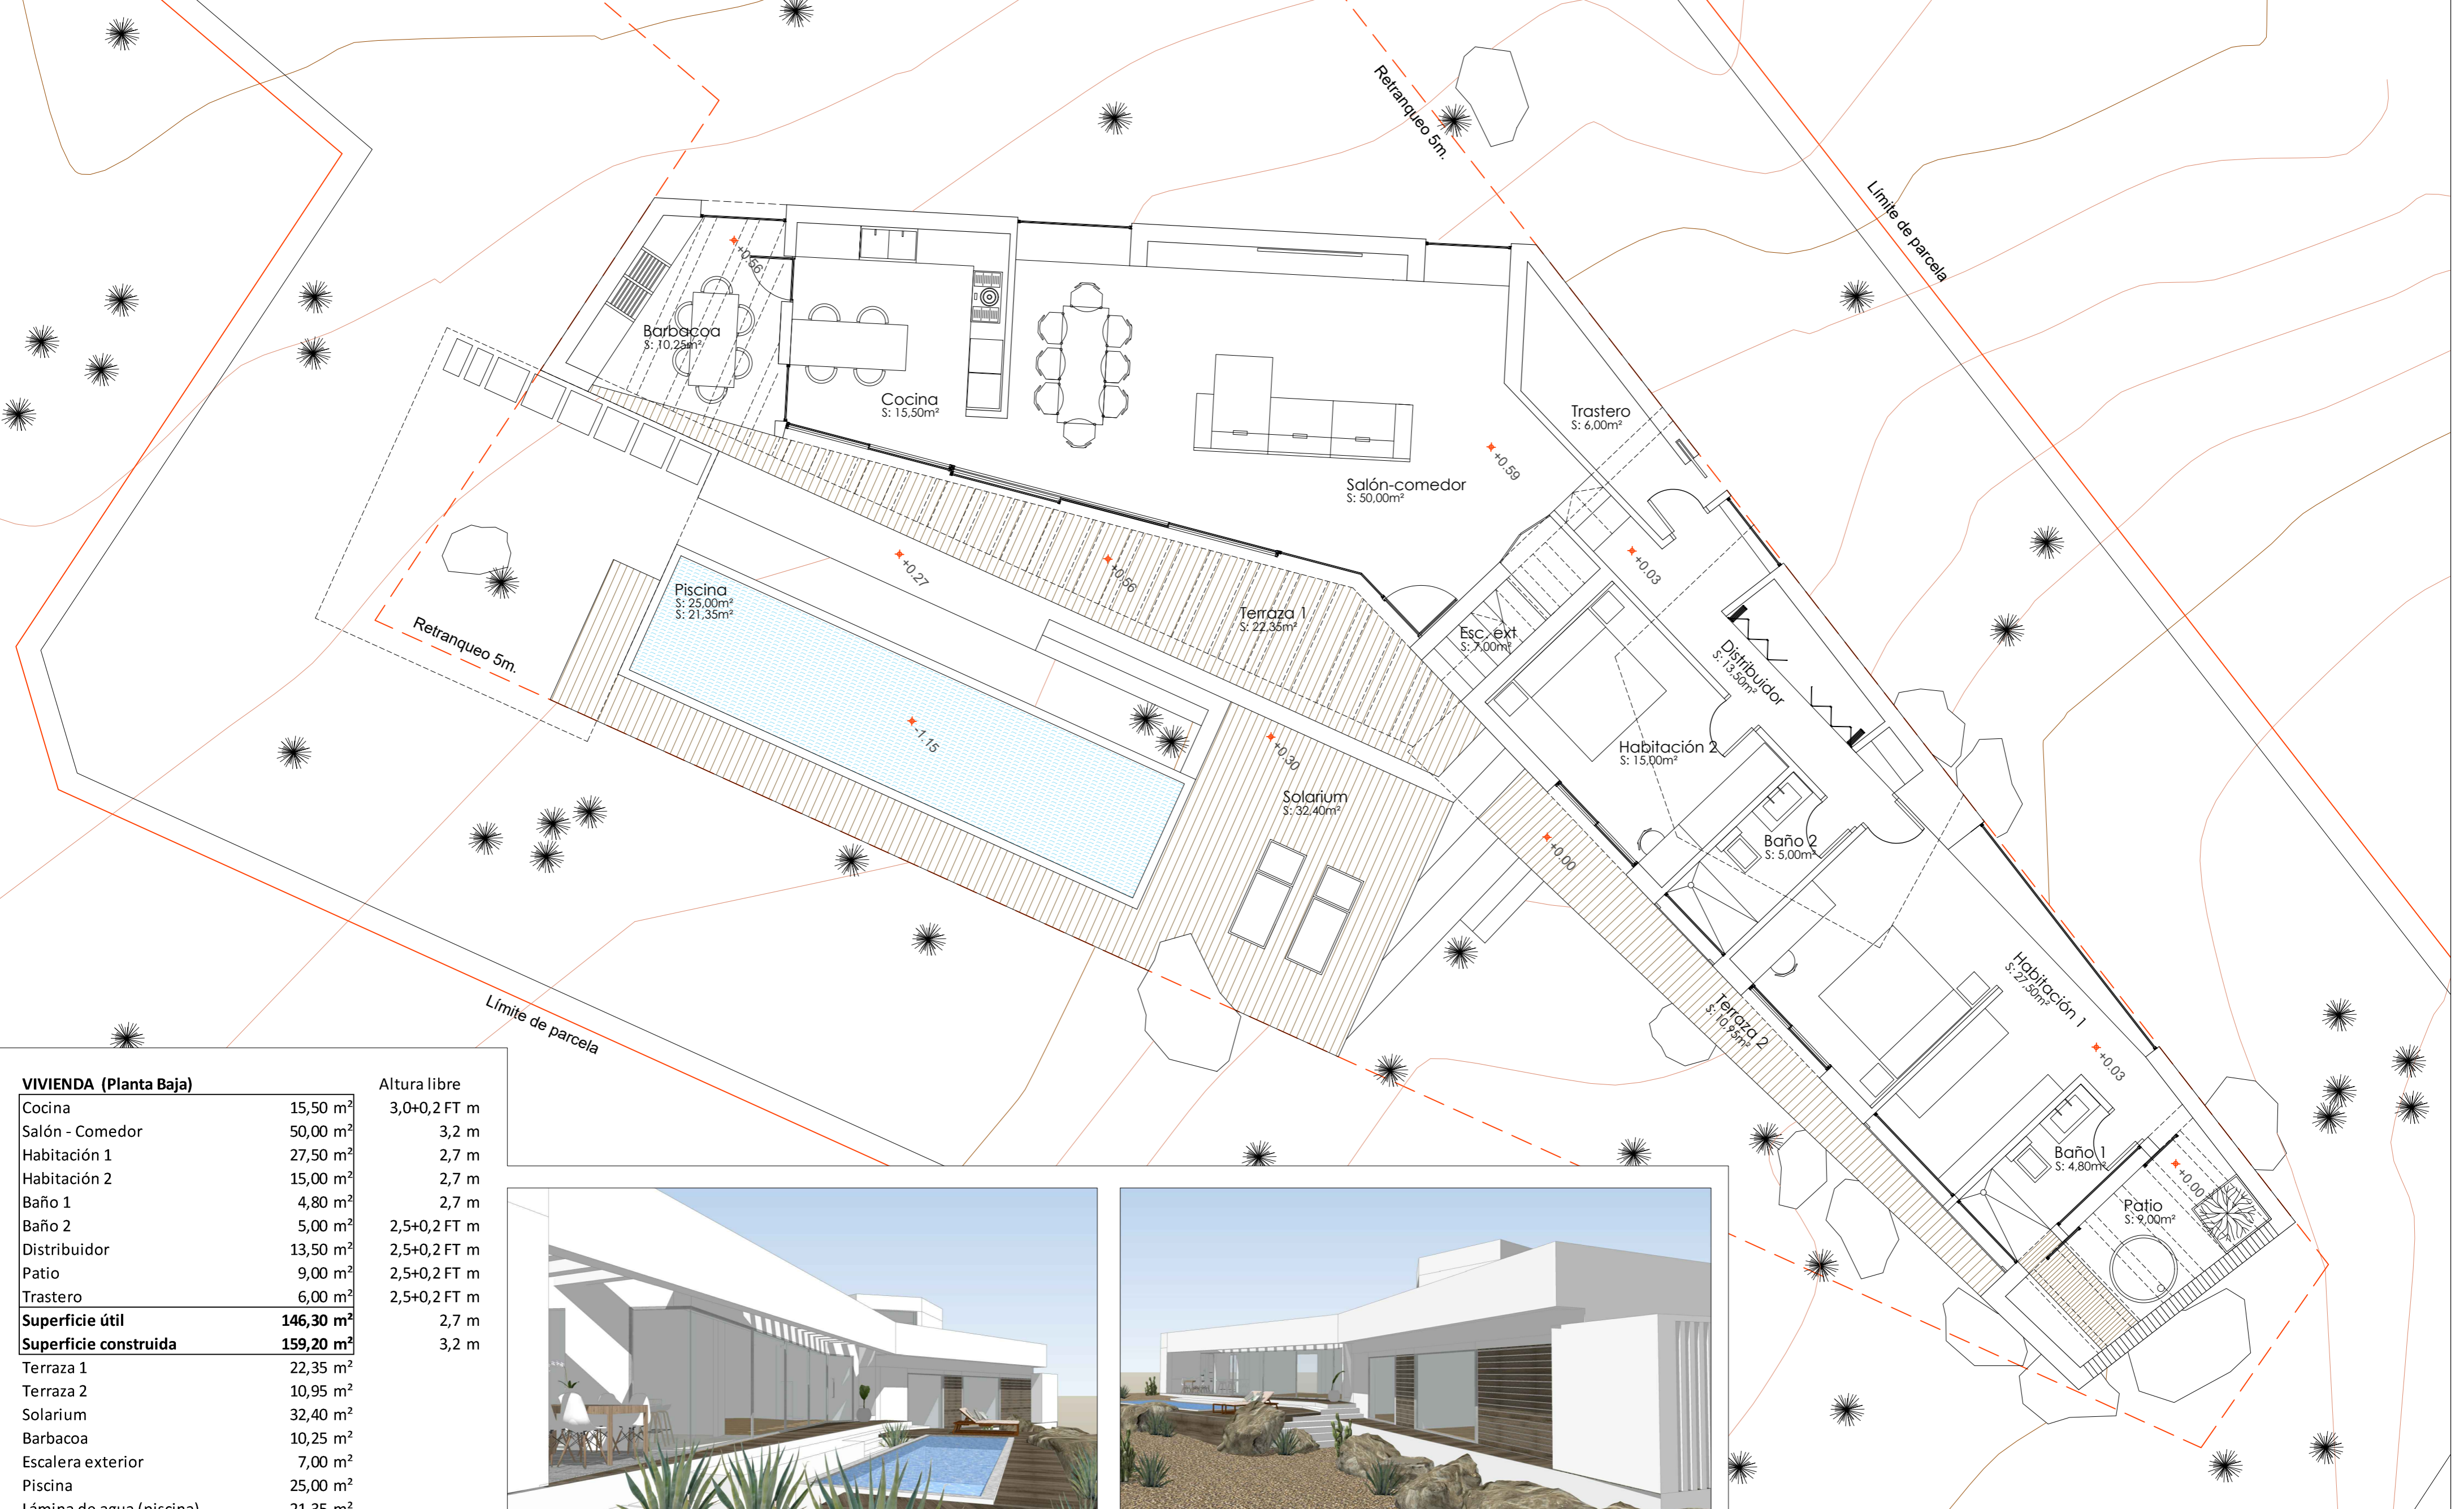 Retranqueo 5m.
Límite de parcela
+0.56
Barbacoa
S: 10,25m²
Cocina
S: 15,50m²
Trastero
S: 6,00m²
+0.59
Salón-comedor
S: 50,00m²
+0.03
+0.27
+0.56
Piscina
S: 25,00m²
S: 21,35m²
Terraza 1
S: 22,35m²
Esc. ext
S: 7,00m²
Distribuidor
S: 13,50m²
Retranqueo 5m.
-1.15
+0.30
Habitación 2
S: 15,00m²
Solarium
S: 32,40m²
+0.00
Baño 2
S: 5,00m²
Habitación 1
S: 27,50m²
Terraza 2
S: 10,95m²
Límite de parcela
+0.03
Baño 1
S: 4,80m²
+0.00
Patio
S: 9,00m²
VIVIENDA (Planta Baja) Altura libre
Cocina 15,50 m² 3,0+0,2 FT m
Salón - Comedor 50,00 m² 3,2 m
Habitación 1 27,50 m² 2,7 m
Habitación 2 15,00 m² 2,7 m
Baño 1 4,80 m² 2,7 m
Baño 2 5,00 m² 2,5+0,2 FT m
Distribuidor 13,50 m² 2,5+0,2 FT m
Patio 9,00 m² 2,5+0,2 FT m
Trastero 6,00 m² 2,5+0,2 FT m
Superficie útil 146,30 m² 2,7 m
Superficie construida 159,20 m² 3,2 m
Terraza 1 22,35 m²
Terraza 2 10,95 m²
Solarium 32,40 m²
Barbacoa 10,25 m²
Escalera exterior 7,00 m²
Piscina 25,00 m²
Lámina de agua (piscina) 21,35 m²